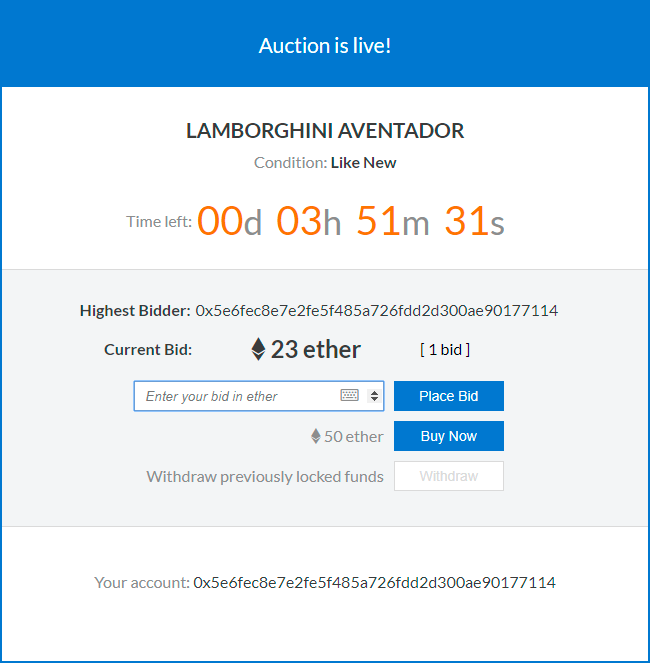 Auction is live!
LAMBORGHINI AVENTADOR
Condition: Like New
Time left: 00d 03h 51m 31s
Highest Bidder: 0x5e6fec8e7e2fe5f485a726fdd2d300ae90177114
Current Bid: 23 ether [ 1 bid ]
Enter your bid in ether Place Bid
50 ether Buy Now
Withdraw previously locked funds Withdraw
Your account: 0x5e6fec8e7e2fe5f485a726fdd2d300ae90177114